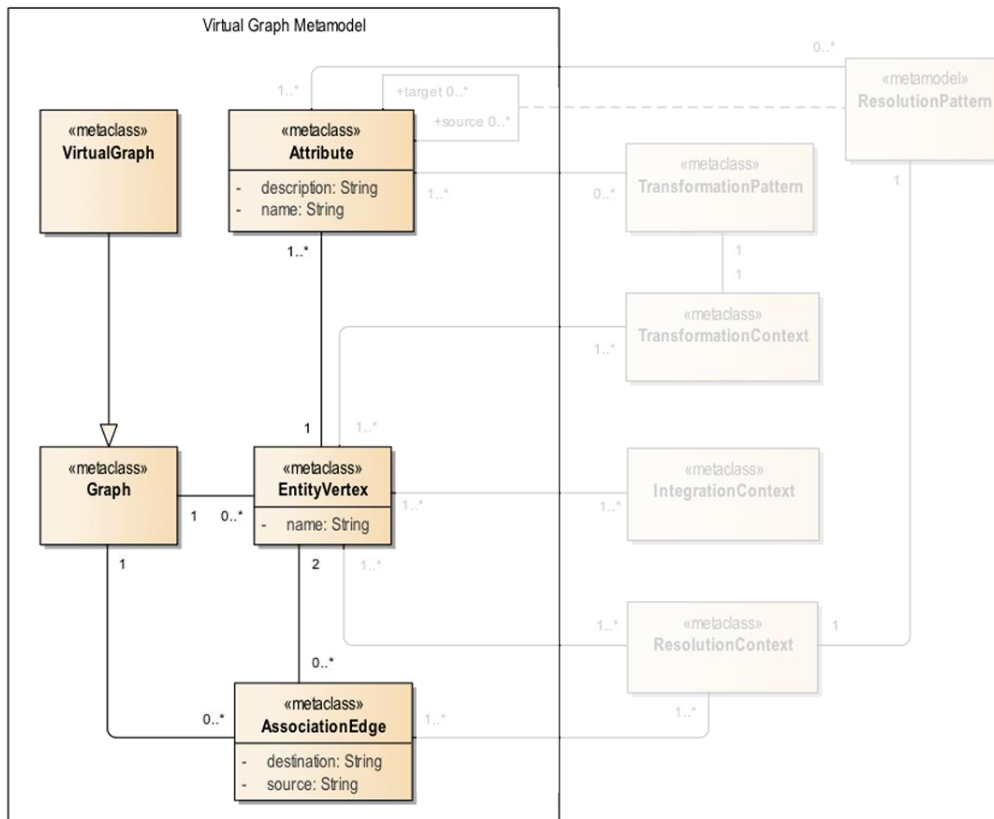 Virtual Graph Metamodel
0..*
1..*
+target 0..*
+source 0..*
«metamodel»
ResolutionPattern
«metaclass»
VirtualGraph
«metaclass»
Attribute
- description: String
- name: String
«metaclass»
TransformationPattern
1..*
0..*
1
1..*
1
1
«metaclass»
TransformationContext
1..*
1
1..*
«metaclass»
Graph
«metaclass»
EntityVertex
- name: String
«metaclass»
IntegrationContext
1
0..*
1..*
1..*
1
2
1..*
«metaclass»
ResolutionContext
1..*
1
0..*
«metaclass»
AssociationEdge
- destination: String
- source: String
0..*
1..*
1..*